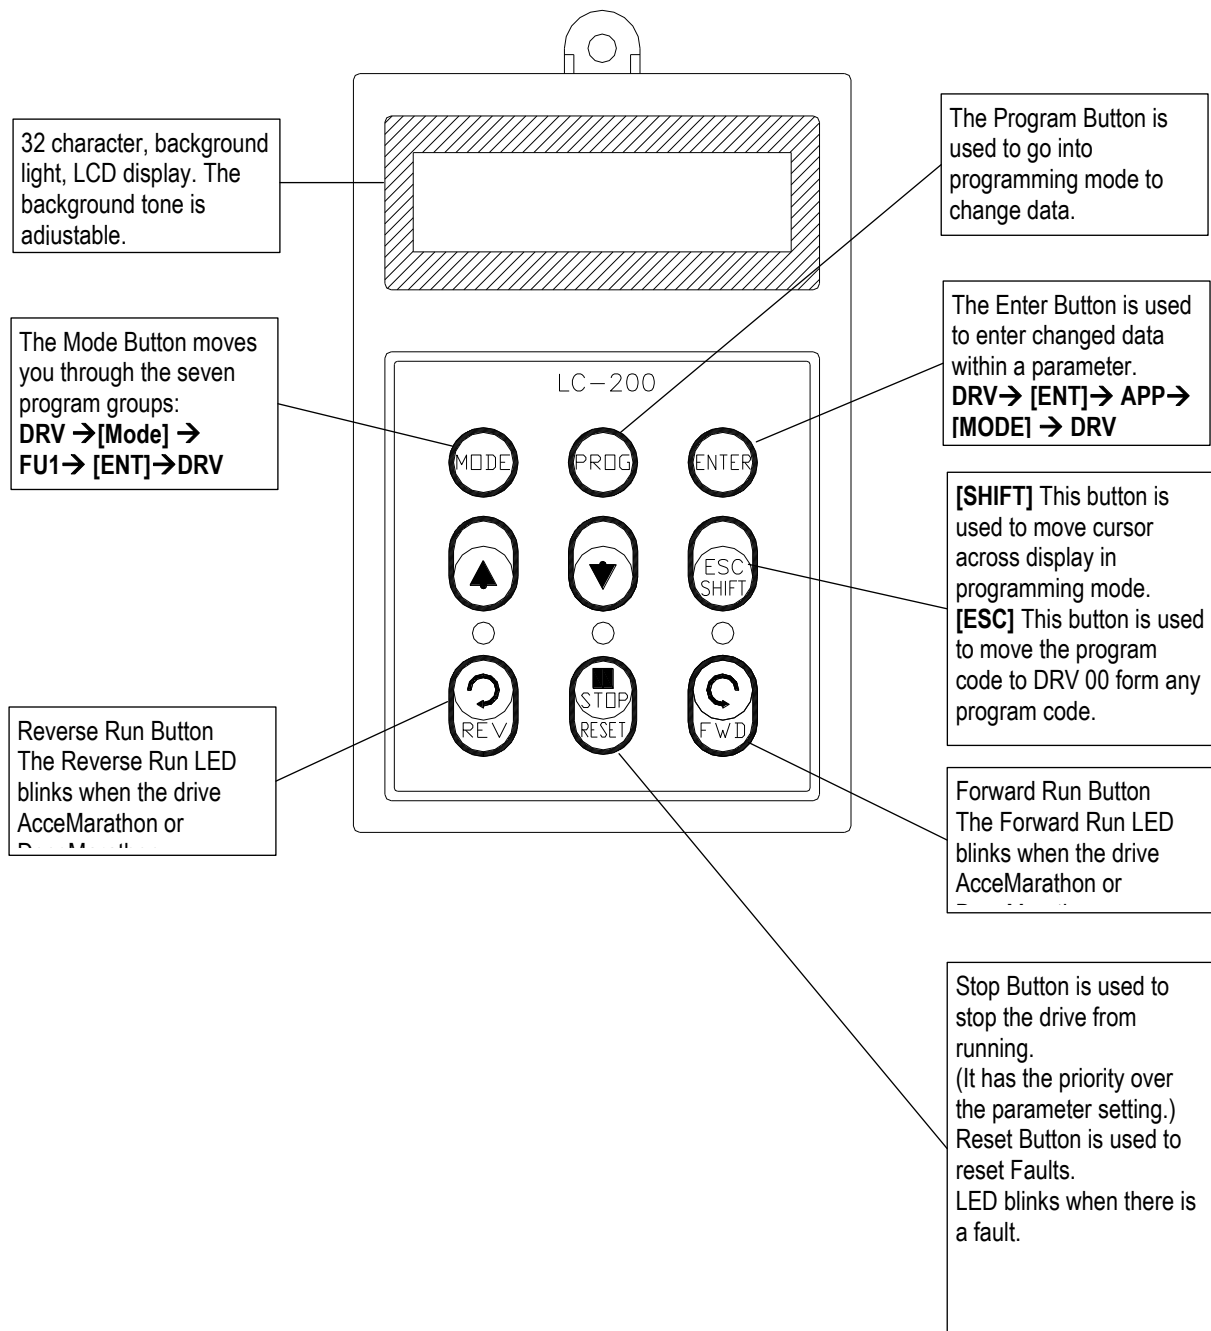 32 character, background
light, LCD display. The
background tone is
adjustable.
The Mode Button moves
you through the seven
program groups:
DRV →[Mode] →
FU1→ [ENT]→DRV
Reverse Run Button
The Reverse Run LED
blinks when the drive
AcceMarathon or
LC-200
MODE
PROG
ENTER
ESC
SHIFT
REV
STOP
RESET
FWD
The Program Button is
used to go into
programming mode to
change data.
The Enter Button is used
to enter changed data
within a parameter.
DRV→ [ENT]→ APP→
[MODE] → DRV
[SHIFT] This button is
used to move cursor
across display in
programming mode.
[ESC] This button is used
to move the program
code to DRV 00 form any
program code.
Forward Run Button
The Forward Run LED
blinks when the drive
AcceMarathon or
Stop Button is used to
stop the drive from
running.
(It has the priority over
the parameter setting.)
Reset Button is used to
reset Faults.
LED blinks when there is
a fault.